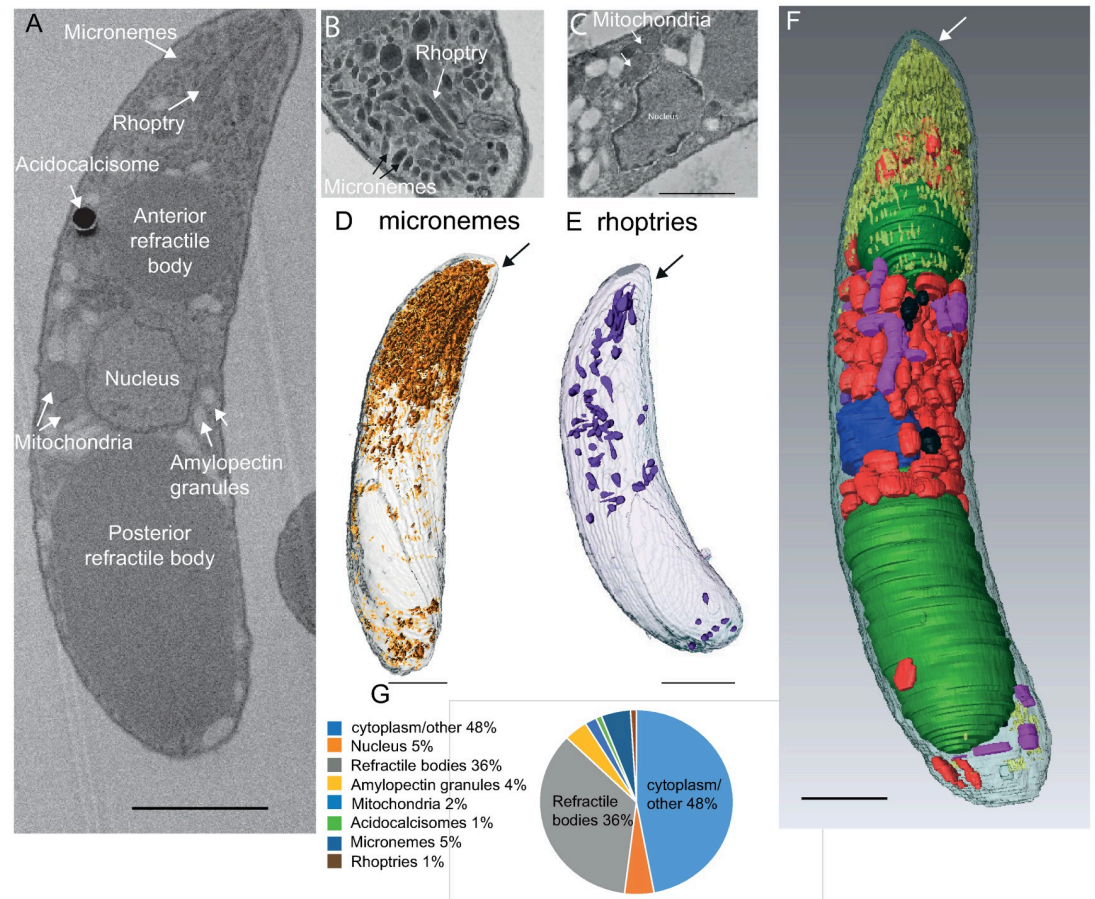 A
Micronemes
Rhoptry
Acidocalcisome
Anterior
refractile
body
Nucleus
Mitochondria
Amylopectin
granules
Posterior
refractile body
B
Rhoptry
Micronemes
C
Mitochondria
Nucleus
D micronemes
E rhoptries
F
G
cytoplasm/other 48%
Nucleus 5%
Refractile bodies 36%
Amylopectin granules 4%
Mitochondria 2%
Acidocalcisomes 1%
Micronemes 5%
Rhoptries 1%
Refractile
bodies 36%
cytoplasm/
other 48%